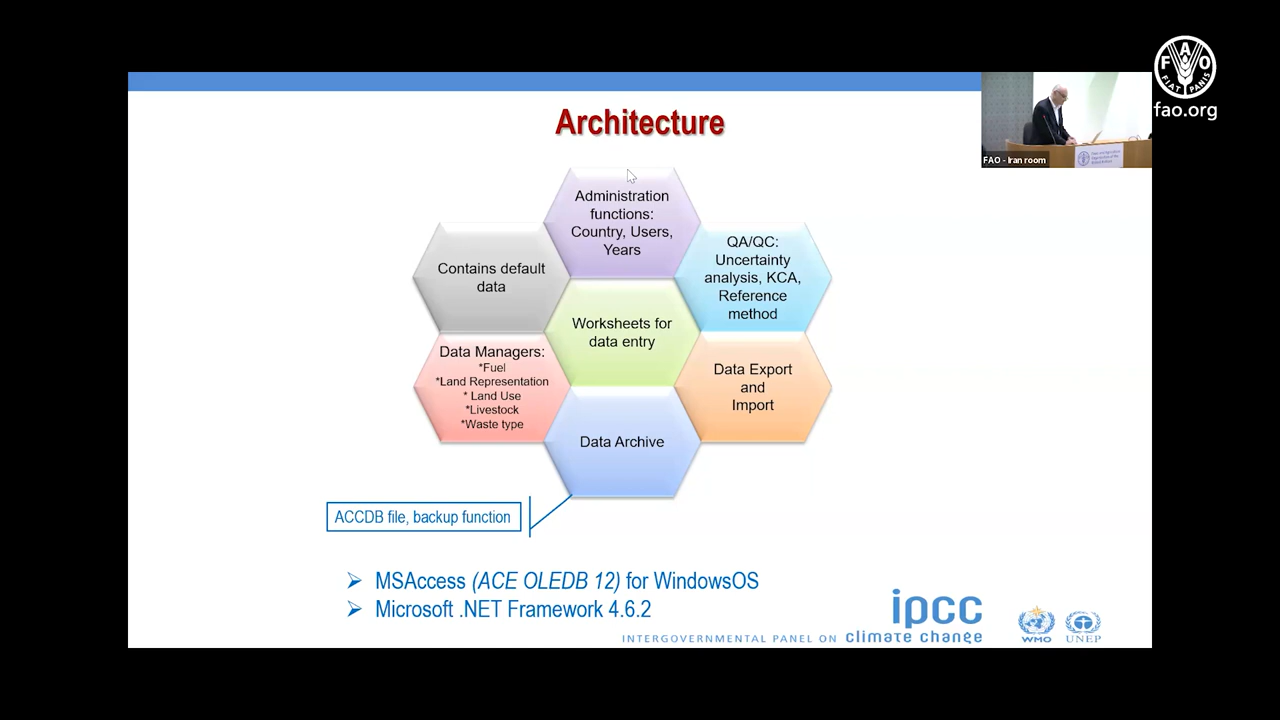 Architecture
Administration
functions:
Country, Users,
Years
Contains default
data
QA/QC:
Uncertainty
analysis, KCA,
Reference
method
Worksheets for
data entry
Data Managers:
*Fuel
*Land Representation
* Land Use
*Livestock
*Waste type
Data Export
and
Import
Data Archive
ACCDB file, backup function
MSAccess (ACE OLEDB 12) for WindowsOS
Microsoft .NET Framework 4.6.2
ipcc
INTERGOVERNMENTAL PANEL ON climate change
WMO
UNEP
FAO - Iran room
F A O
FIAT PANIS
fao.org